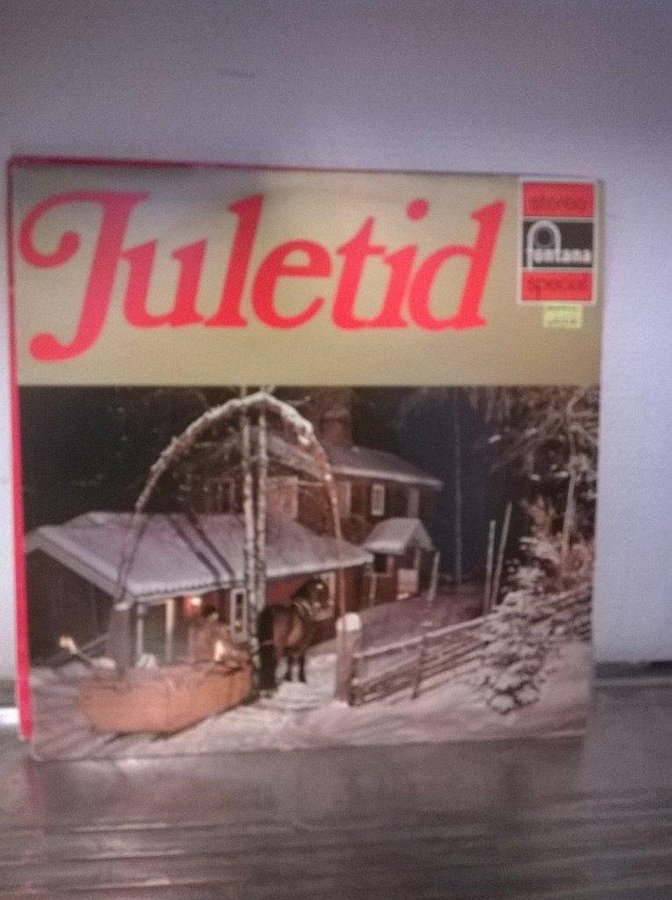 Juletid
stereo
fontana
special